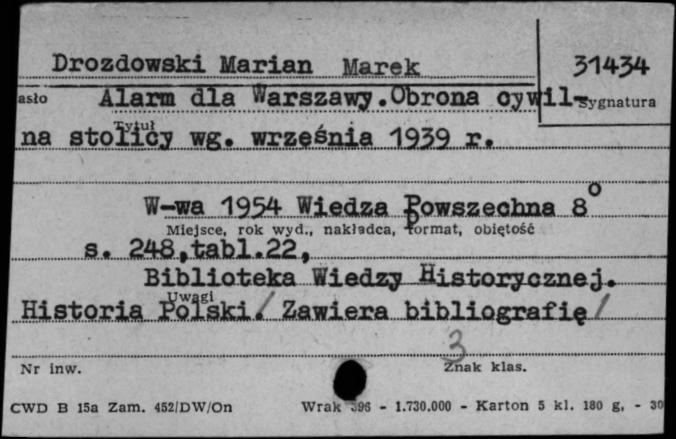 Drozdowski Marian Marek 31434
asło Alarm dla Warszawy.Obrona cywil- sygnatura
Tytuł
na stolicy wg. września 1939 r.
W-wa 1954 Wiedza Powszechna 8°
Miejsce, rok wyd., nakładca, format, objętość
s. 248,tabl.22,
Biblioteka Wiedzy Historycznej.
Uwagi
Historia Polski/. Zawiera bibliografię/
3
Nr inw. Znak klas.
CWD B 15a Zam. 452/DW/On Wrak 396 - 1.730.000 - Karton 5 kl. 180 g, - 30